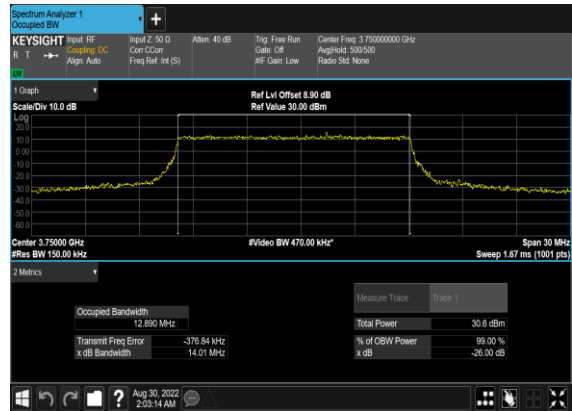 Spectrum Analyzer 1
Occupied BW
+
KEYSIGHT Input: RF Input Z: 50 Ω Atten: 40 dB Trig: Free Run Center Freq: 3.750000000 GHz
R T Coupling: DC Corr CCorr Gate: Off Avg|Hold: 500/500
Align: Auto Freq Ref: Int (S) #IF Gain: Low Radio Std: None
1 Graph
Ref Lvl Offset 8.90 dB
Scale/Div 10.0 dB Ref Value 30.00 dBm
Log
20.0
10.0
0.00
-10.0
-20.0
-30.0
-40.0
-50.0
-60.0
Center 3.75000 GHz #Video BW 470.00 kHz* Span 30 MHz
#Res BW 150.00 kHz Sweep 1.67 ms (1001 pts)
2 Metrics
Measure Trace Trace 1
Occupied Bandwidth
12.890 MHz Total Power 30.6 dBm
Transmit Freq Error -376.84 kHz % of OBW Power 99.00 %
x dB Bandwidth 14.01 MHz x dB -26.00 dB
? Aug 30, 2022
2:03:14 AM